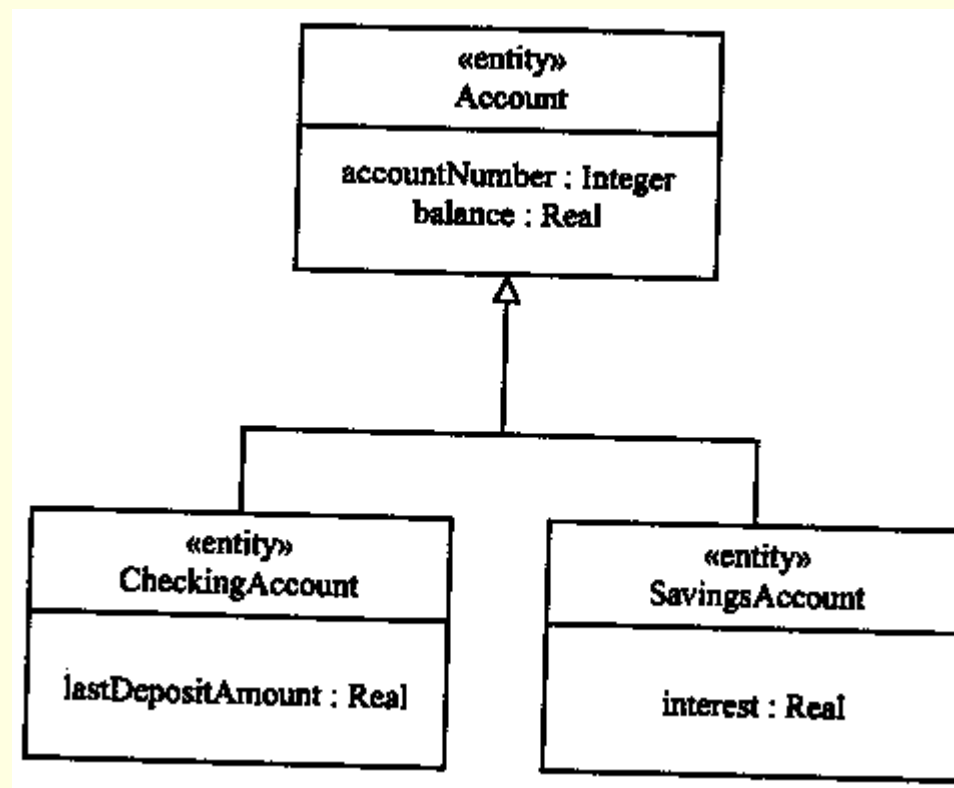 «entity»
Account
accountNumber : Integer
balance : Real
«entity»
CheckingAccount
lastDepositAmount : Real
«entity»
SavingsAccount
interest : Real